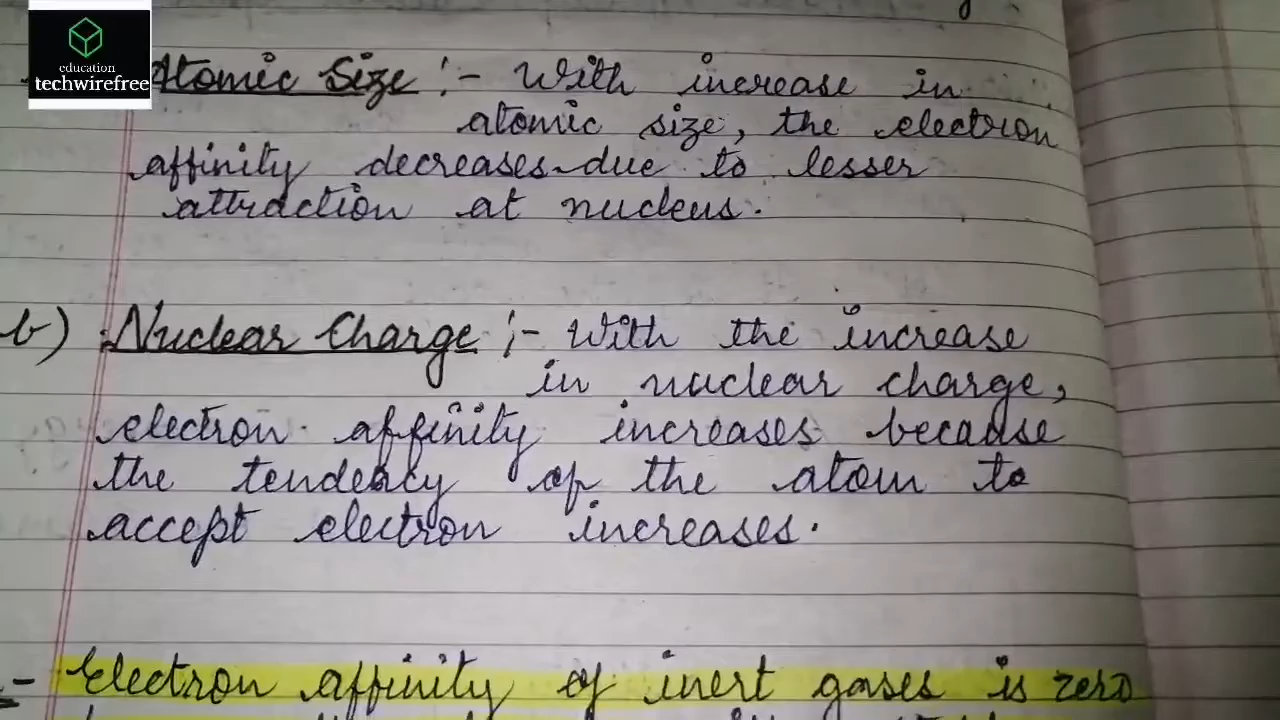 education
techwirefree
Atomic Size :- With increase in
atomic size, the electron
affinity decreases due to lesser
attraction at nucleus.
b) Nuclear Charge :- With the increase
in nuclear charge,
electron affinity increases because
the tendency of the atom to
accept electron increases.
Electron affinity of inert gases is zero